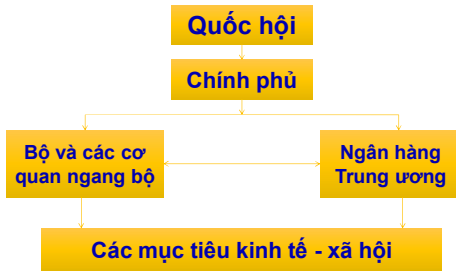 Quốc hội
Chính phủ
Bộ và các cơ
quan ngang bộ
Ngân hàng
Trung ương
Các mục tiêu kinh tế - xã hội